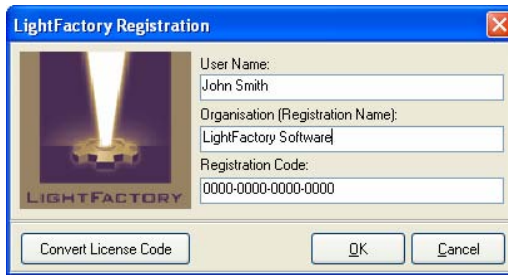 LightFactory Registration
User Name:
John Smith
Organisation (Registration Name):
LightFactory Software
Registration Code:
0000-0000-0000-0000
LIGHTFACTORY
Convert License Code
OK
Cancel